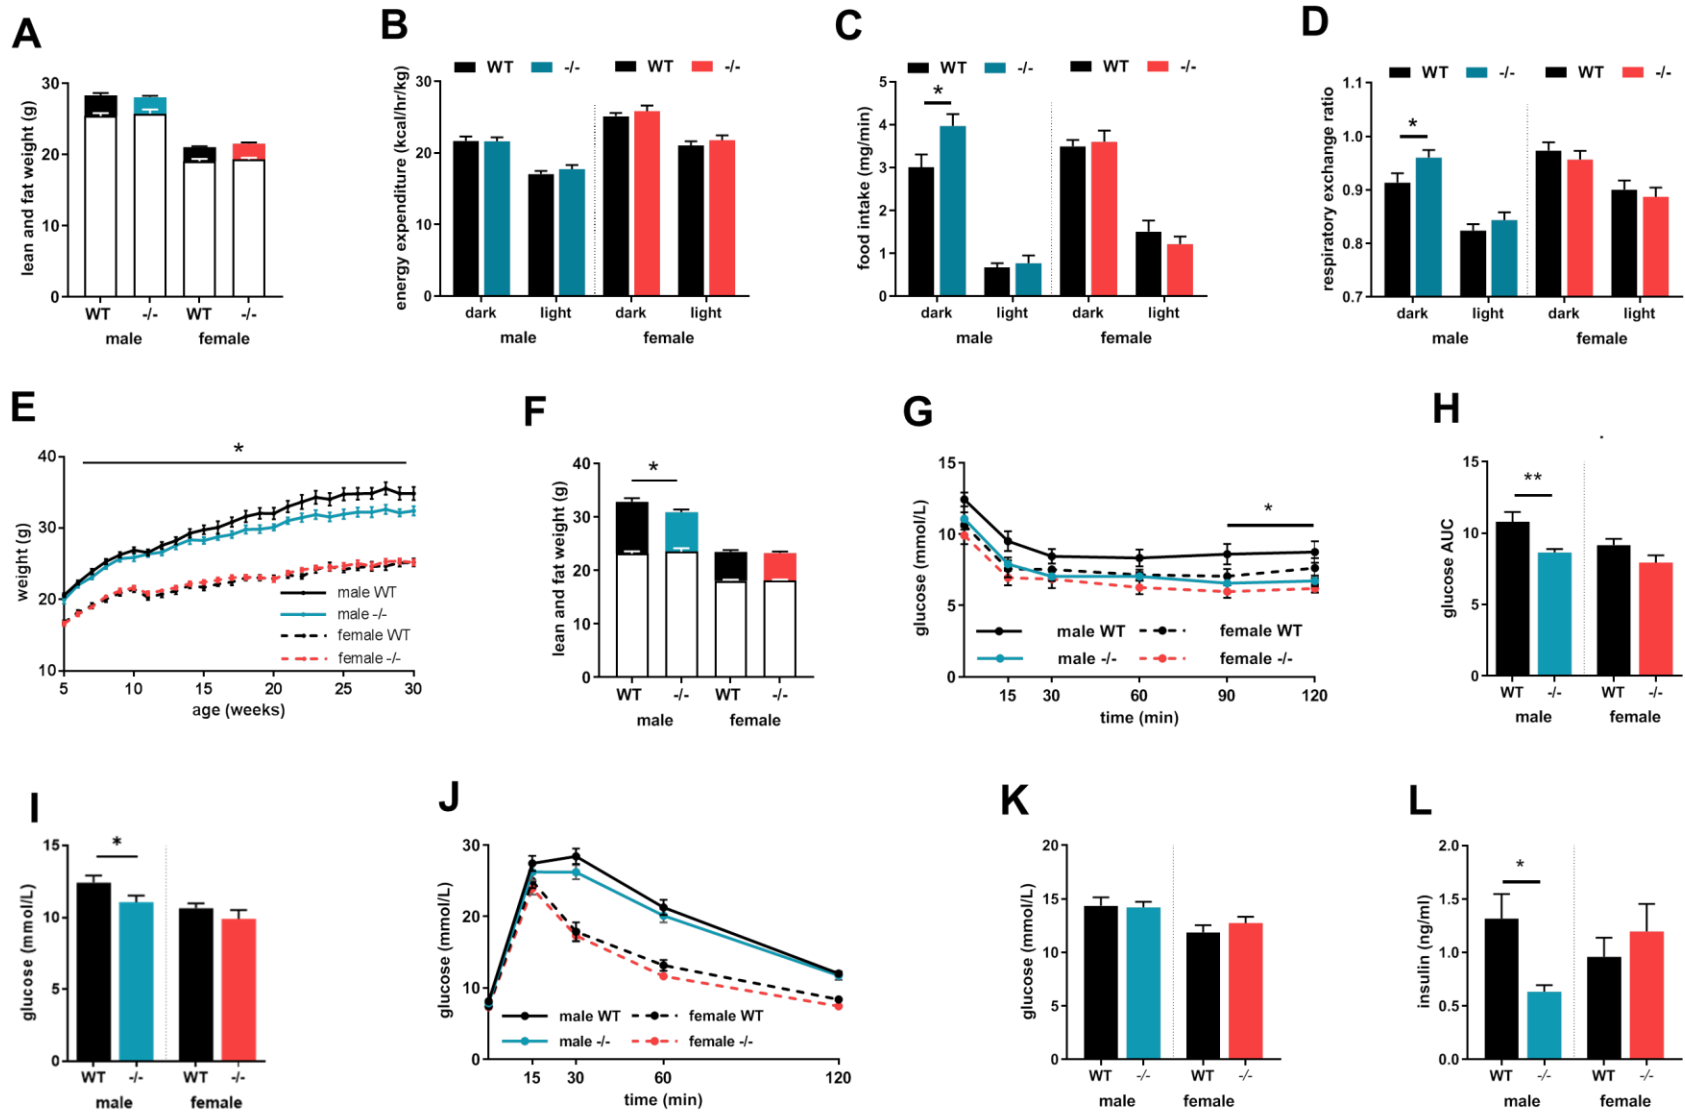 A
lean and fat weight (g)
30
20
10
0
WT -/- WT -/-
male female
B
WT -/- WT -/-
energy expenditure (kcal/hr/kg)
30
20
10
0
dark light dark light
male female
C
WT -/- WT -/-
food intake (mg/min)
5
4
3
2
1
0
*
dark light dark light
male female
D
WT -/- WT -/-
respiratory exchange ratio
1.1
1.0
0.9
0.8
0.7
*
dark light dark light
male female
E
weight (g)
40
30
20
10
*
male WT
male -/-
female WT
female -/-
5 10 15 20 25 30
age (weeks)
F
lean and fat weight (g)
40
30
20
10
0
*
WT -/- WT -/-
male female
G
glucose (mmol/L)
15
10
5
0
*
male WT female WT
male -/- female -/-
15 30 60 90 120
time (min)
H
glucose AUC
15
10
5
0
**
WT -/- WT -/-
male female
I
glucose (mmol/L)
15
10
5
0
*
WT -/- WT -/-
male female
J
glucose (mmol/L)
30
20
10
0
male WT female WT
male -/- female -/-
15 30 60 120
time (min)
K
glucose (mmol/L)
20
15
10
5
0
WT -/- WT -/-
male female
L
insulin (ng/ml)
2.0
1.5
1.0
0.5
0.0
*
WT -/- WT -/-
male female